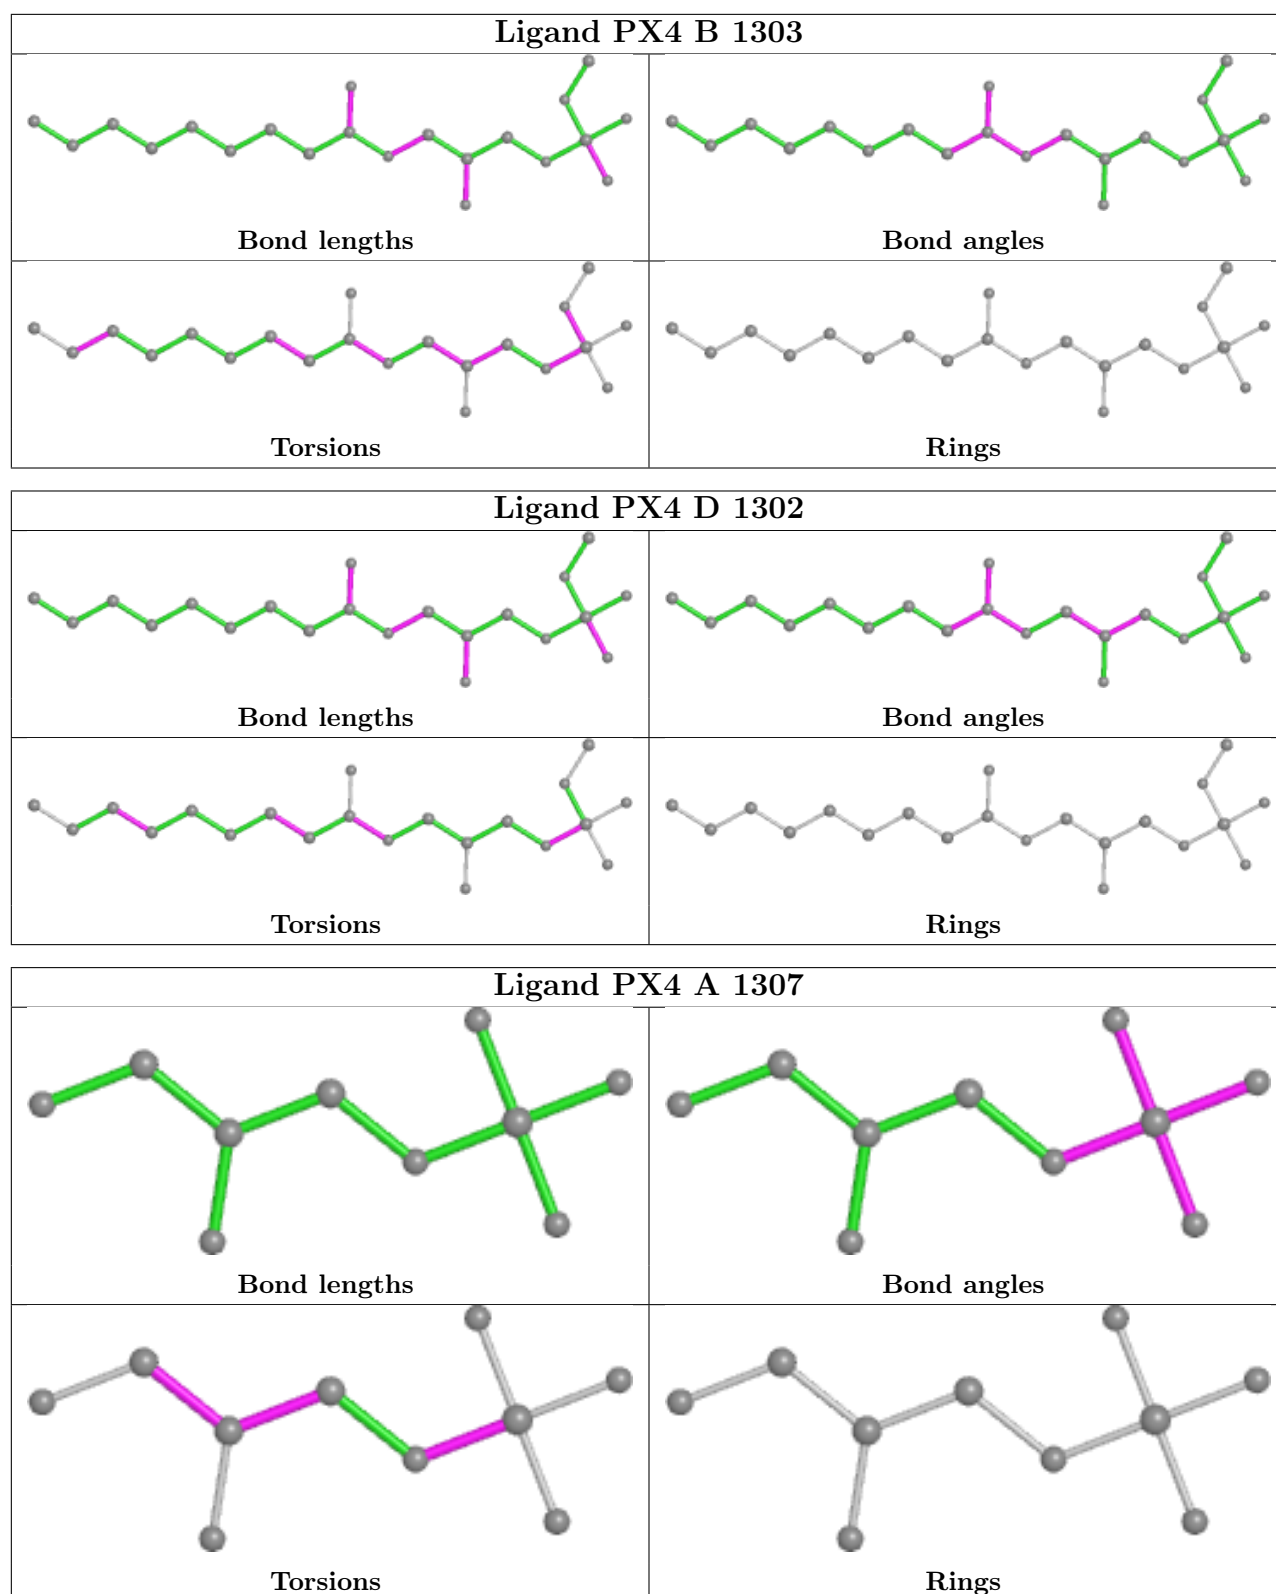 Ligand PX4 B 1303
Bond lengths
Bond angles
Torsions
Rings
Ligand PX4 D 1302
Bond lengths
Bond angles
Torsions
Rings
Ligand PX4 A 1307
Bond lengths
Bond angles
Torsions
Rings